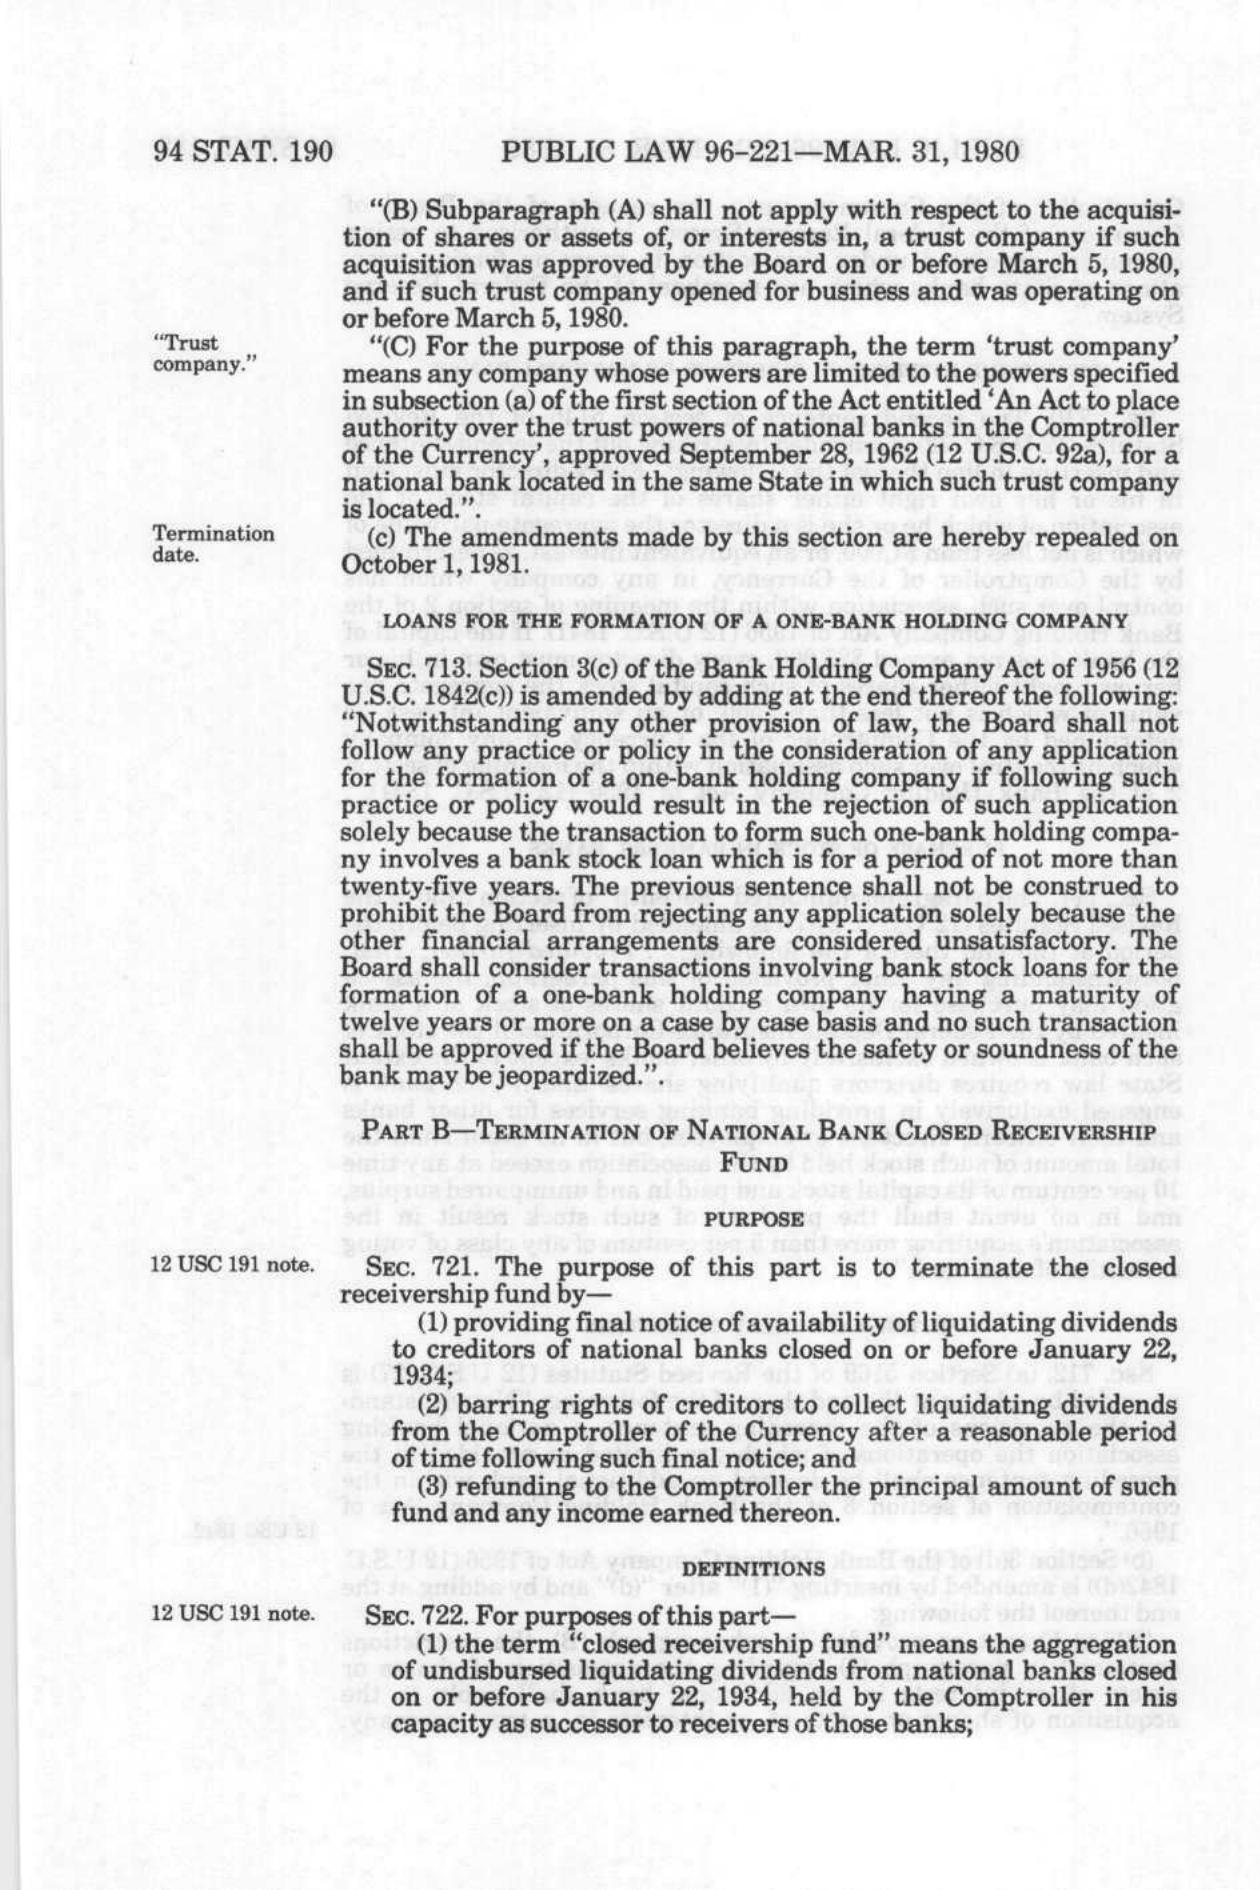 94 STAT. 190 PUBLIC LAW 96-221—MAR. 31, 1980
"(B) Subparagraph (A) shall not apply with respect to the acquisi-
tion of shares or assets of, or interests in, a trust company if such
acquisition was approved by the Board on or before March 5, 1980,
and if such trust company opened for business and was operating on
or before March 5, 1980.
"Trust
company."
"(C) For the purpose of this paragraph, the term 'trust company'
means any company whose powers are limited to the powers specified
in subsection (a) of the first section of the Act entitled 'An Act to place
authority over the trust powers of national banks in the Comptroller
of the Currency', approved September 28, 1962 (12 U.S.C. 92a), for a
national bank located in the same State in which such trust company
is located.".
Termination
date.
(c) The amendments made by this section are hereby repealed on
October 1, 1981.
LOANS FOR THE FORMATION OF A ONE-BANK HOLDING COMPANY
SEC. 713. Section 3(c) of the Bank Holding Company Act of 1956 (12
U.S.C. 1842(c)) is amended by adding at the end thereof the following:
"Notwithstanding any other provision of law, the Board shall not
follow any practice or policy in the consideration of any application
for the formation of a one-bank holding company if following such
practice or policy would result in the rejection of such application
solely because the transaction to form such one-bank holding compa-
ny involves a bank stock loan which is for a period of not more than
twenty-five years. The previous sentence shall not be construed to
prohibit the Board from rejecting any application solely because the
other financial arrangements are considered unsatisfactory. The
Board shall consider transactions involving bank stock loans for the
formation of a one-bank holding company having a maturity of
twelve years or more on a case by case basis and no such transaction
shall be approved if the Board believes the safety or soundness of the
bank may be jeopardized.".
PART B—TERMINATION OF NATIONAL BANK CLOSED RECEIVERSHIP
FUND
PURPOSE
12 USC 191 note.
SEC. 721. The purpose of this part is to terminate the closed
receivership fund by—
(1) providing final notice of availability of liquidating dividends
to creditors of national banks closed on or before January 22,
1934;
(2) barring rights of creditors to collect liquidating dividends
from the Comptroller of the Currency after a reasonable period
of time following such final notice; and
(3) refunding to the Comptroller the principal amount of such
fund and any income earned thereon.
DEFINITIONS
12 USC 191 note.
SEC. 722. For purposes of this part—
(1) the term "closed receivership fund" means the aggregation
of undisbursed liquidating dividends from national banks closed
on or before January 22, 1934, held by the Comptroller in his
capacity as successor to receivers of those banks;